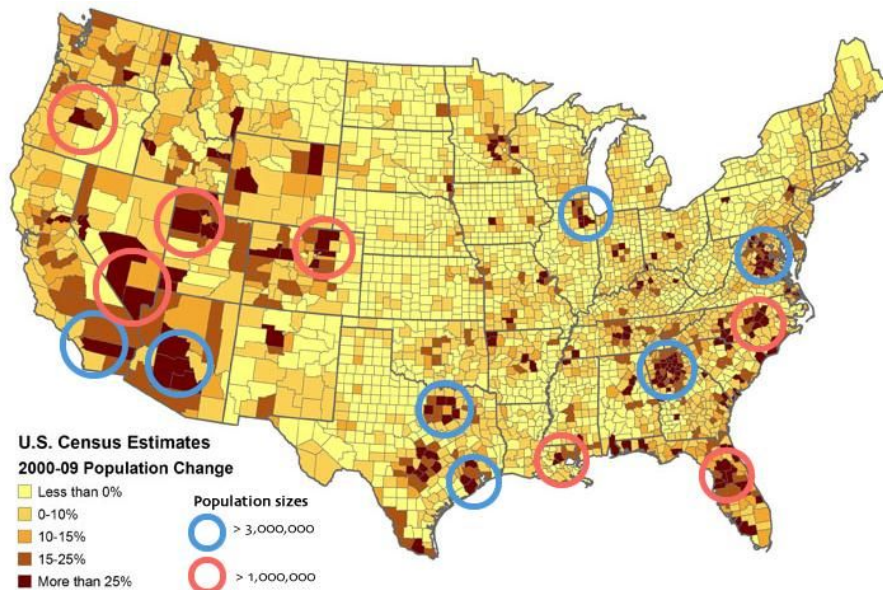 U.S. Census Estimates
2000-09 Population Change
Less than 0%
0-10%
10-15%
15-25%
More than 25%
Population sizes
> 3,000,000
> 1,000,000